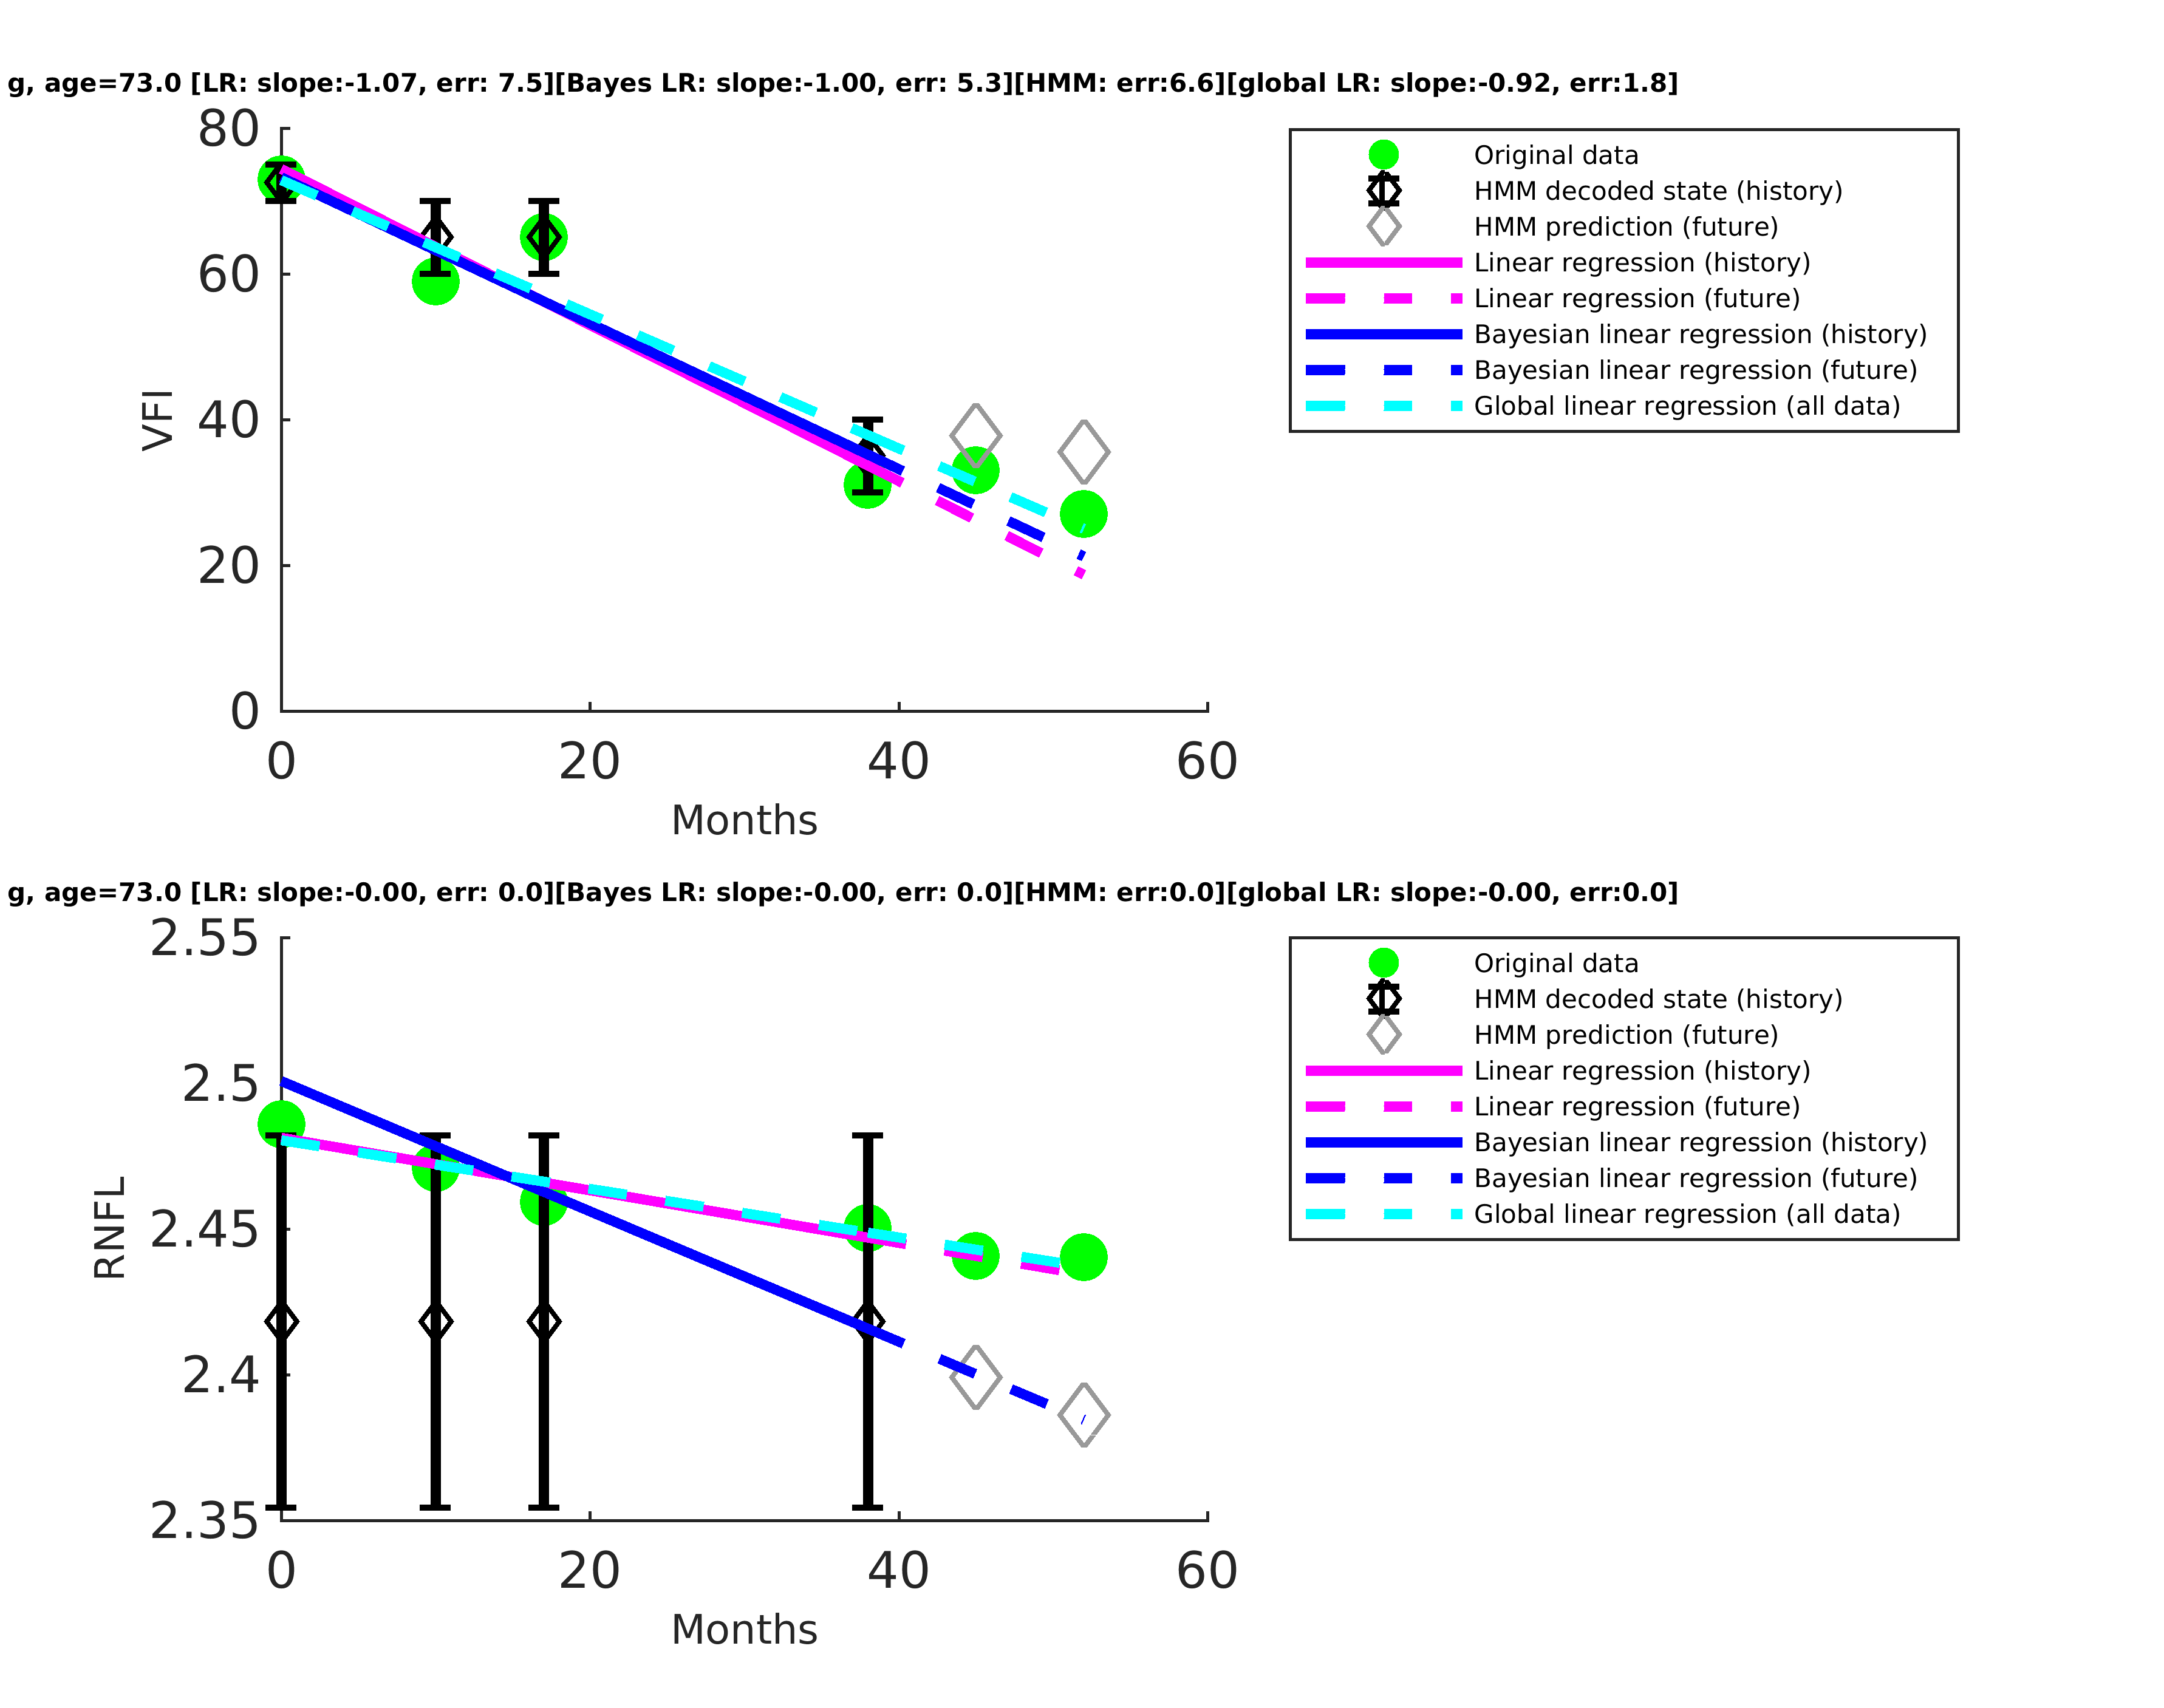 g, age=73.0 [LR: slope:-1.07, err: 7.5][Bayes LR: slope:-1.00, err: 5.3][HMM: err:6.6][global LR: slope:-0.92, err:1.8]
80
60
40
20
0
VFI
0 20 40 60
Months
Original data
HMM decoded state (history)
HMM prediction (future)
Linear regression (history)
Linear regression (future)
Bayesian linear regression (history)
Bayesian linear regression (future)
Global linear regression (all data)
g, age=73.0 [LR: slope:-0.00, err: 0.0][Bayes LR: slope:-0.00, err: 0.0][HMM: err:0.0][global LR: slope:-0.00, err:0.0]
2.55
2.5
2.45
2.4
2.35
RNFL
0 20 40 60
Months
Original data
HMM decoded state (history)
HMM prediction (future)
Linear regression (history)
Linear regression (future)
Bayesian linear regression (history)
Bayesian linear regression (future)
Global linear regression (all data)